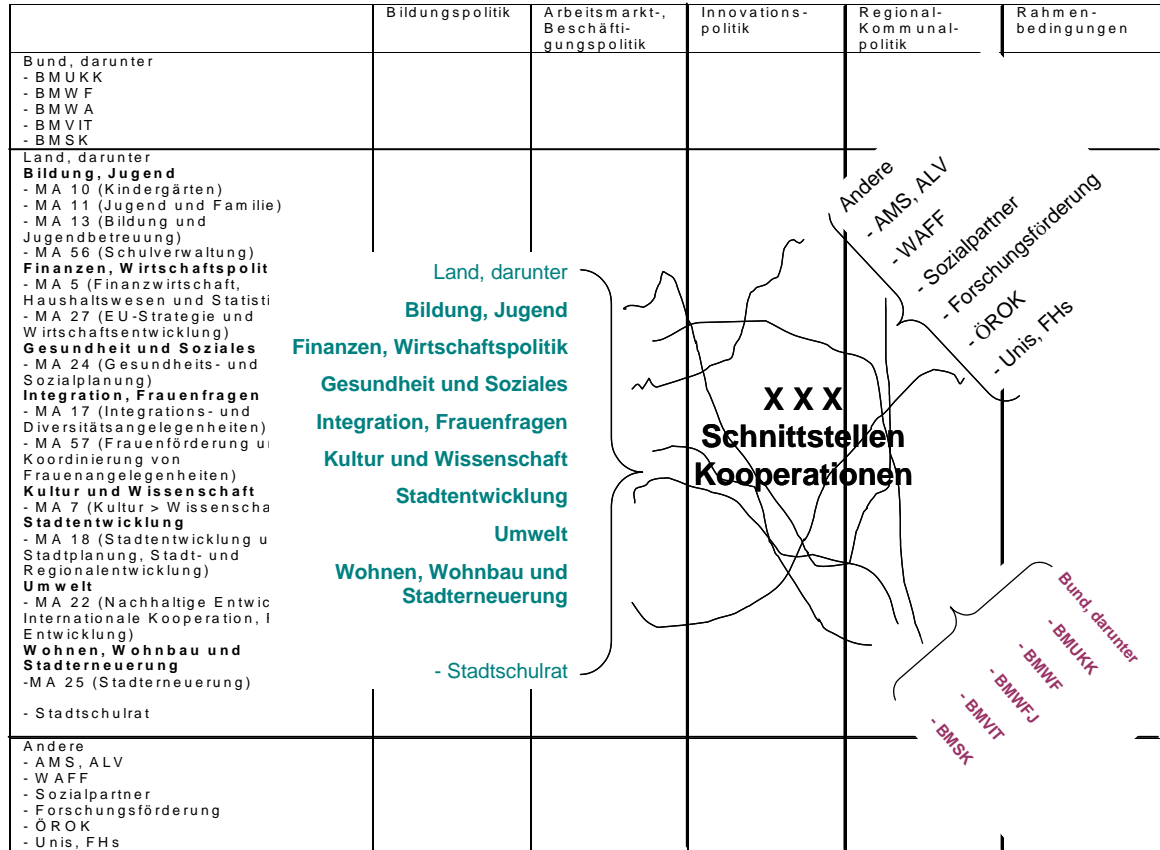 Bildungspolitik
Arbeitsmarkt-,
Beschäfti-
gungspolitik
Innovations-
politik
Regional-
Kommunal-
politik
Rahmen-
bedingungen
Bund, darunter
- BMUKK
- BMWF
- BMWA
- BMVIT
- BMSK
Land, darunter
Bildung, Jugend
- MA 10 (Kindergärten)
- MA 11 (Jugend und Familie)
- MA 13 (Bildung und
Jugendbetreuung)
- MA 56 (Schulverwaltung)
Finanzen, Wirtschaftspolit
- MA 5 (Finanzwirtschaft,
Haushaltswesen und Statisti
- MA 27 (EU-Strategie und
Wirtschaftsentwicklung)
Gesundheit und Soziales
- MA 24 (Gesundheits- und
Sozialplanung)
Integration, Frauenfragen
- MA 17 (Integrations- und
Diversitätsangelegenheiten)
- MA 57 (Frauenförderung u
Koordinierung von
Frauenangelegenheiten)
Kultur und Wissenschaft
- MA 7 (Kultur > Wissenscha
Stadtentwicklung
- MA 18 (Stadtentwicklung u
Stadtplanung, Stadt- und
Regionalentwicklung)
Umwelt
- MA 22 (Nachhaltige Entwic
Internationale Kooperation,
Entwicklung)
Wohnen, Wohnbau und
Stadterneuerung
-MA 25 (Stadterneuerung)
- Stadtschulrat
Andere
- AMS, ALV
- WAFF
- Sozialpartner
- Forschungsförderung
- ÖROK
- Unis, FHs
Land, darunter
Bildung, Jugend
Finanzen, Wirtschaftspolitik
Gesundheit und Soziales
Integration, Frauenfragen
Kultur und Wissenschaft
Stadtentwicklung
Umwelt
Wohnen, Wohnbau und
Stadterneuerung
- Stadtschulrat
X X X
Schnittstellen
Kooperationen
Andere
- AMS, ALV
- WAFF
- Sozialpartner
- Forschungsförderung
- ÖROK
- Unis, FHs
Bund, darunter
- BMUKK
- BMWF
- BMWFJ
- BMVIT
- BMSK